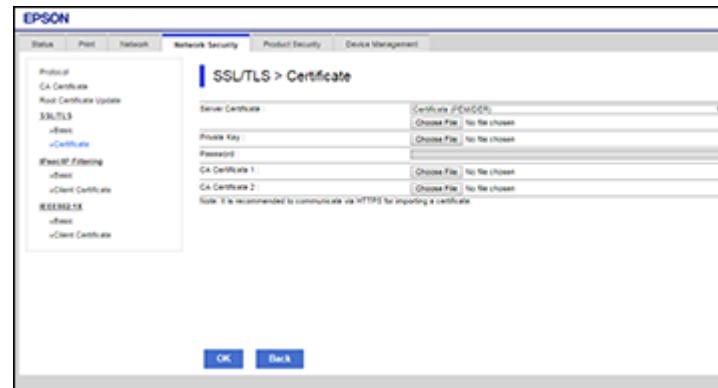 EPSON
Status Print Network Network Security Product Security Device Management
Protocol
CA Certificate
Root Certificate Update
SSL/TLS
»Basic
»Certificate
IPsec/IP Filtering
»Basic
»Client Certificate
IEEE802.1X
»Basic
»Client Certificate
SSL/TLS > Certificate
Server Certificate : Certificate (PEM/DER)
Choose File No file chosen
Private Key : Choose File No file chosen
Password :
CA Certificate 1 : Choose File No file chosen
CA Certificate 2 : Choose File No file chosen
Note: It is recommended to communicate via HTTPS for importing a certificate.
OK Back